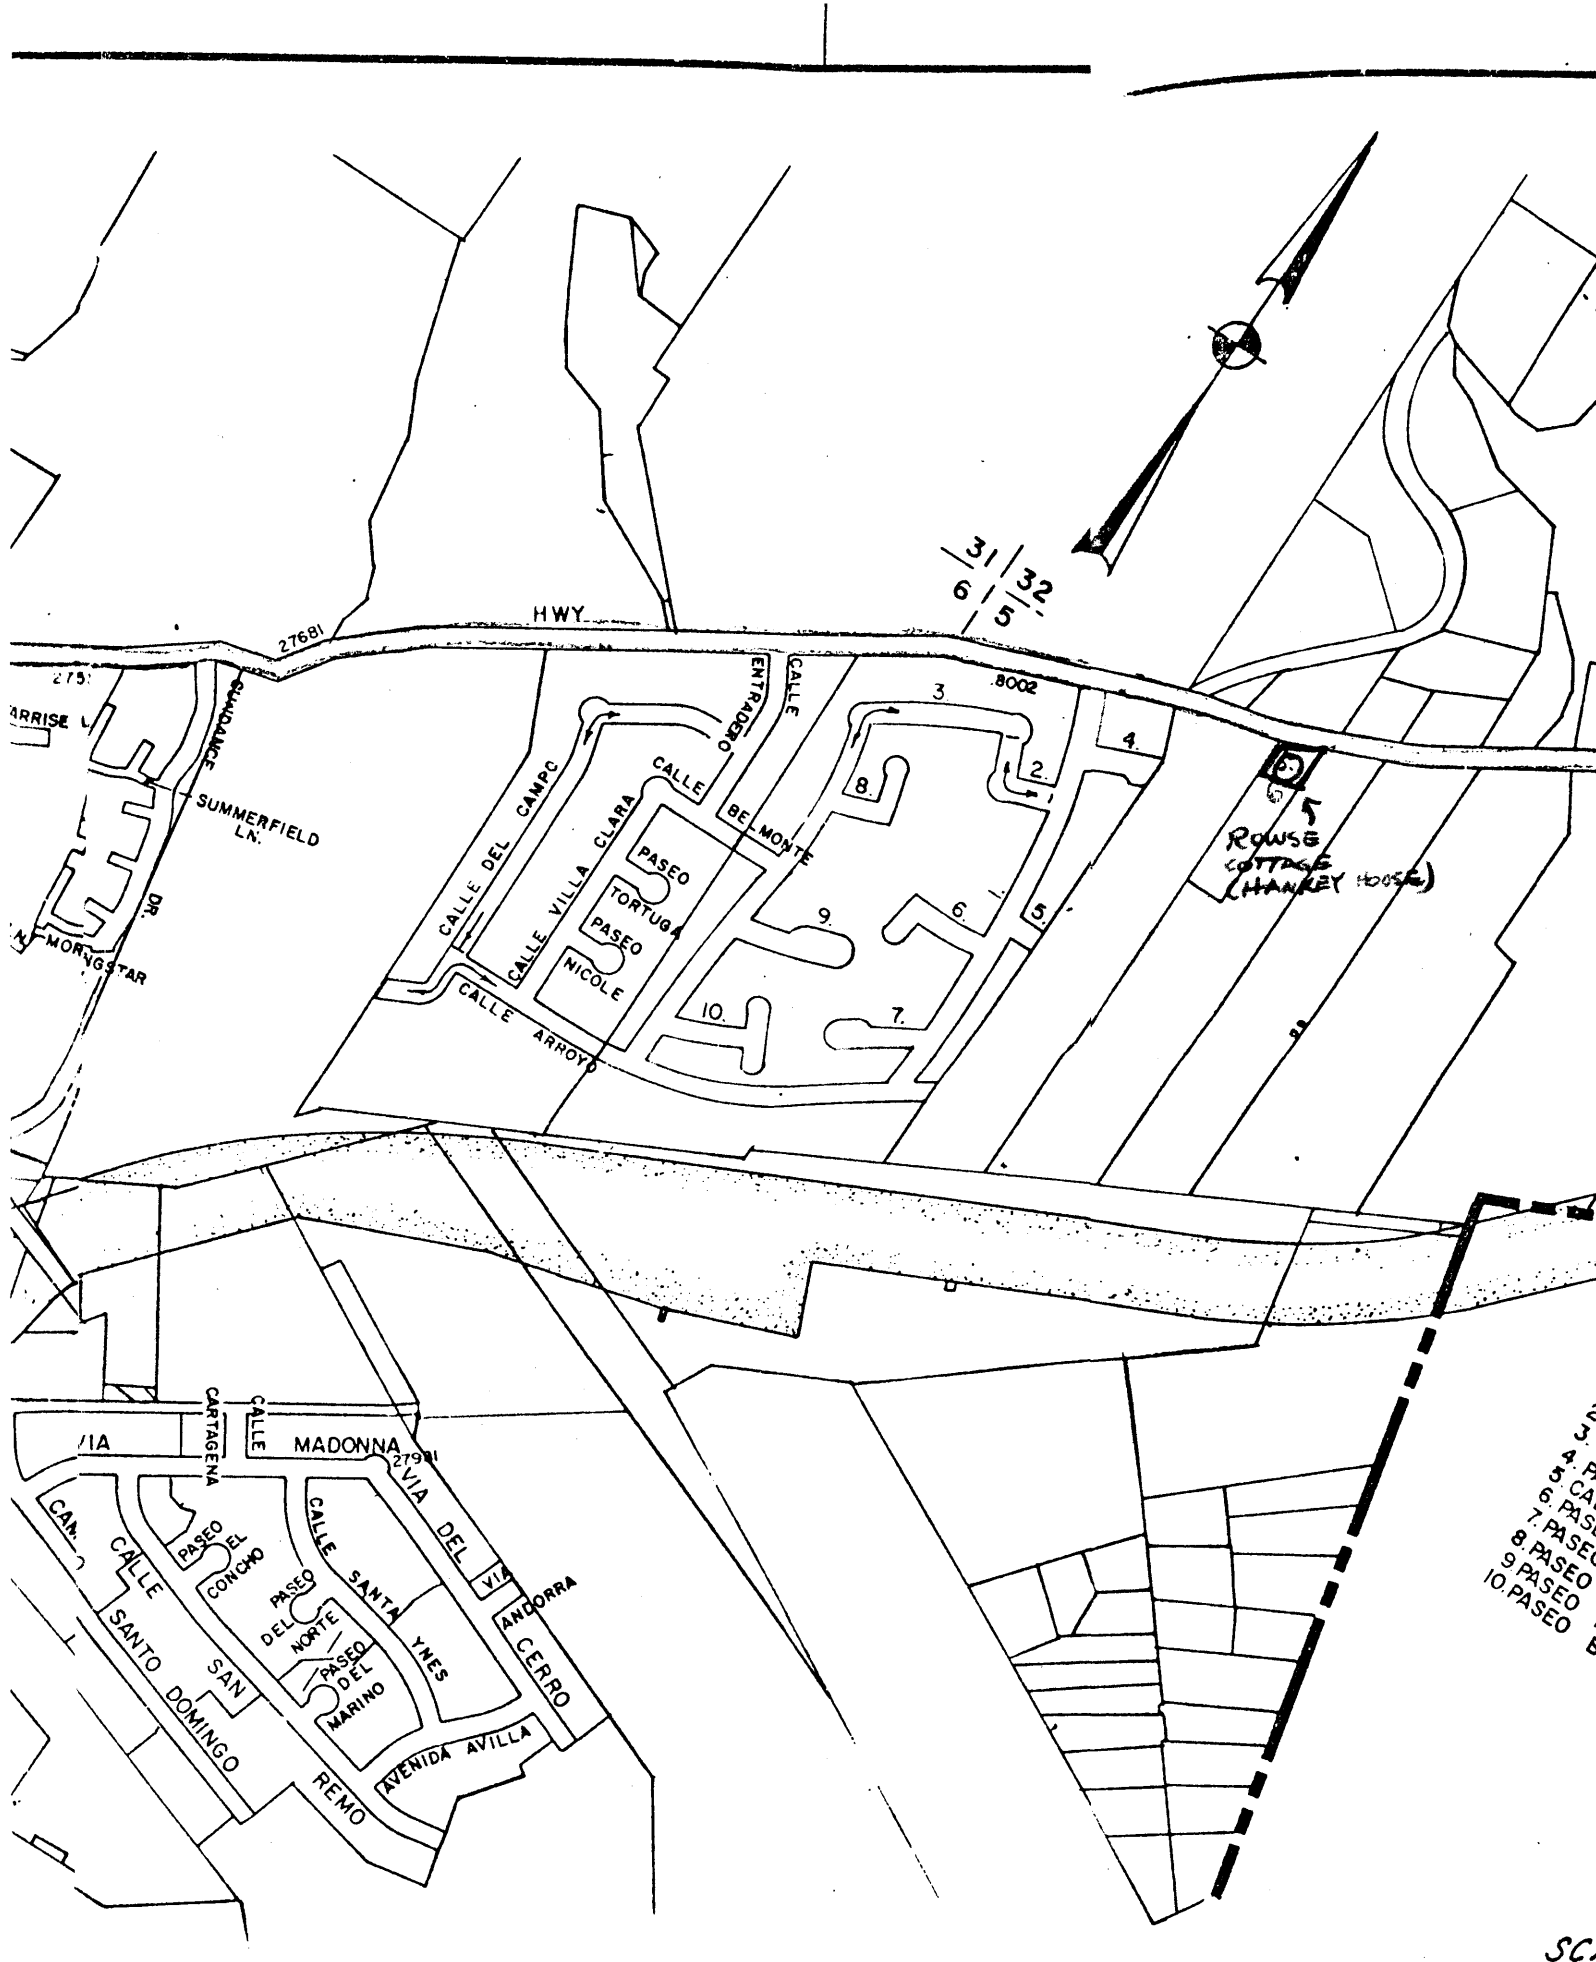 31
32
6
5
HWY.
27681
275
SUNDANCE
DR.
SUMMERFIELD
LN.
MORNGSTAR
CALLE DEL CAMPO
CALLE VILLA CLARA
CALLE
ENTRADERO
CALLE
BELMONTE
PASEO
TORTUGA
PASEO
NICOLE
CALLE ARROYO
8002
3
4.
2.
8.
1.
5.
6.
9.
10.
7.
ROWSE
COTTAGE
(HANKEY HOUSE)
CARTAGENA
CALLE
MADONNA
27981
VIA
DEL
CERRO
VIA
ANDORRA
CALLE
SANTA
YNES
PASEO
EL
CONCHO
PASEO
DEL
NORTE
PASEO
DEL
MARINO
CALLE
SAN
REMO
SANTO
DOMINGO
AVENIDA AVILLA
3.
4. P
5. CA
6. PAS
7. PASEO
8. PASEO
9 PASEO
10. PASEO B